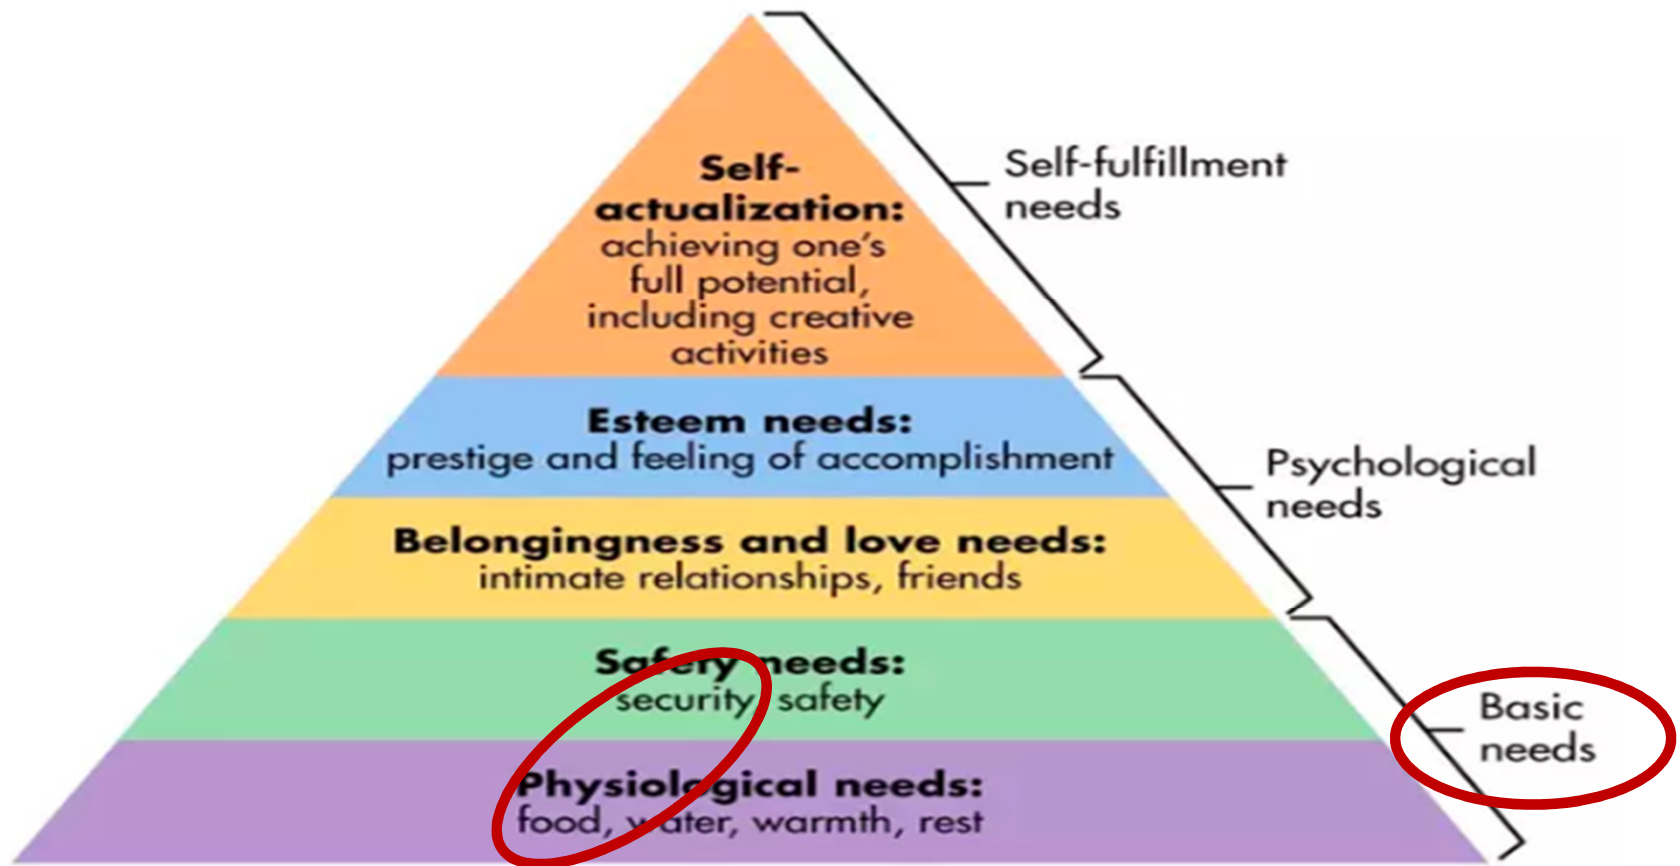 Self-
actualization:
achieving one's
full potential,
including creative
activities
Self-fulfillment
needs
Esteem needs:
prestige and feeling of accomplishment
Psychological
needs
Belongingness and love needs:
intimate relationships, friends
Safety needs:
security, safety
Basic
needs
Physiological needs:
food, water, warmth, rest